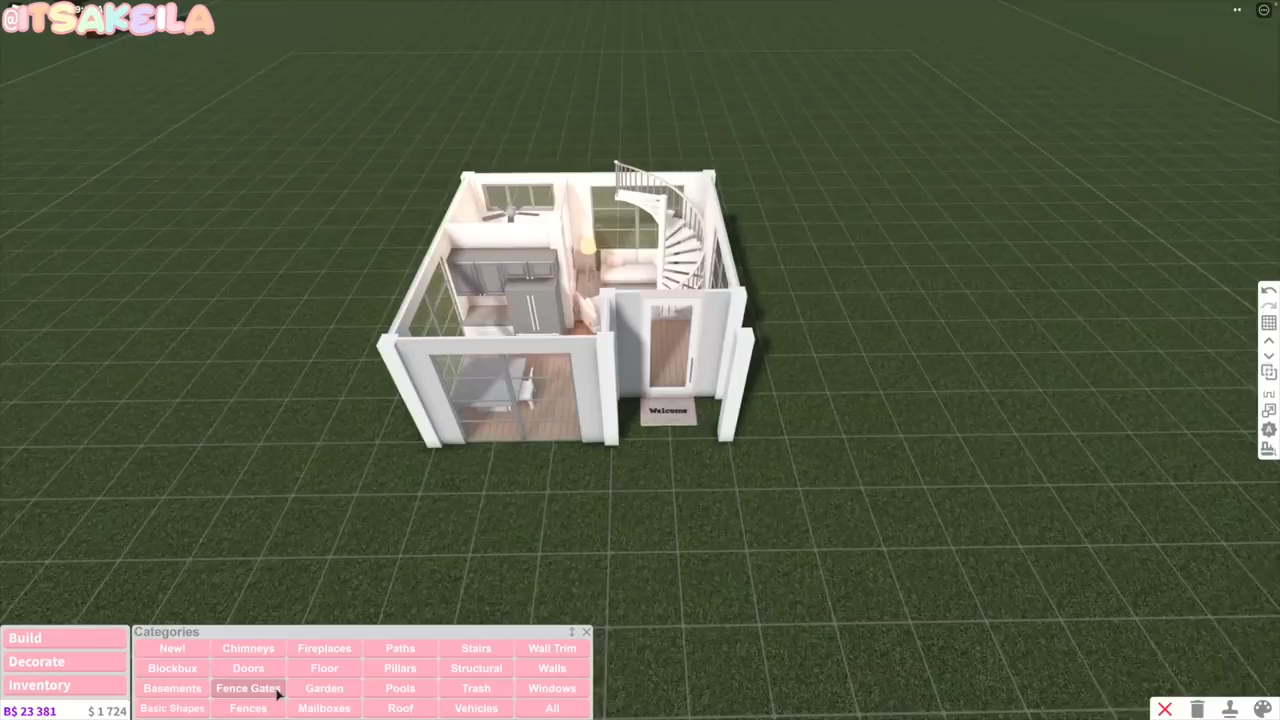 @ITSAKEILA
Welcome
Build
Decorate
Inventory
B$ 23 381
$ 1 724
Categories
New! Chimneys Fireplaces Paths Stairs Wall Trim
Blockbux Doors Floor Pillars Structural Walls
Basements Fence Gates Garden Pools Trash Windows
Basic Shapes Fences Mailboxes Roof Vehicles All